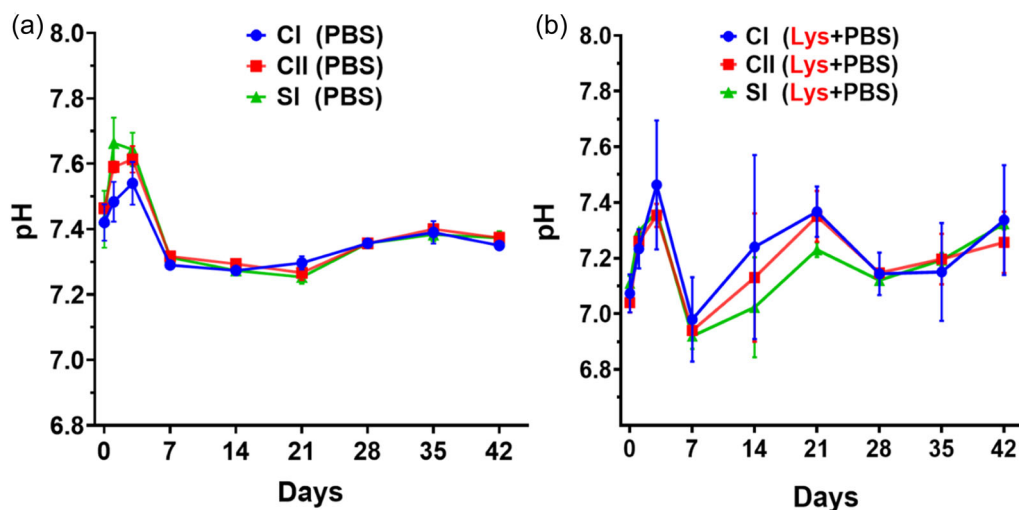 (a)
CI (PBS)
CII (PBS)
SI (PBS)
pH
8.0
7.8
7.6
7.4
7.2
7.0
6.8
0 7 14 21 28 35 42
Days
(b)
CI (Lys+PBS)
CII (Lys+PBS)
SI (Lys+PBS)
pH
8.0
7.8
7.6
7.4
7.2
7.0
6.8
0 7 14 21 28 35 42
Days